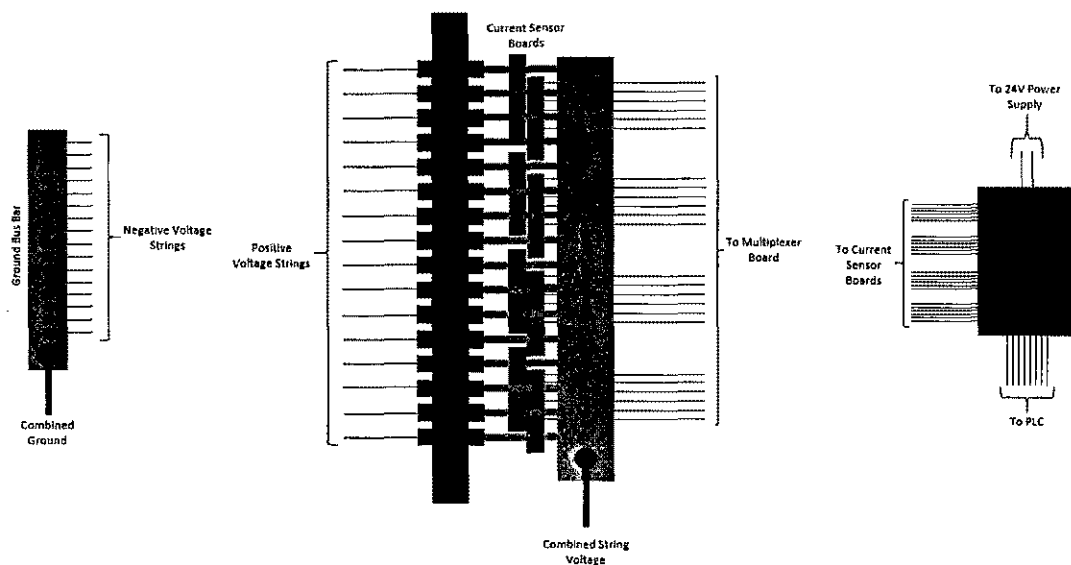 Current Sensor
Boards
To 24V Power
Supply
Ground Bus Bar
Negative Voltage
Strings
Positive
Voltage Strings
To Multiplexer
Board
To Current
Sensor
Boards
Combined
Ground
To PLC
Combined String
Voltage